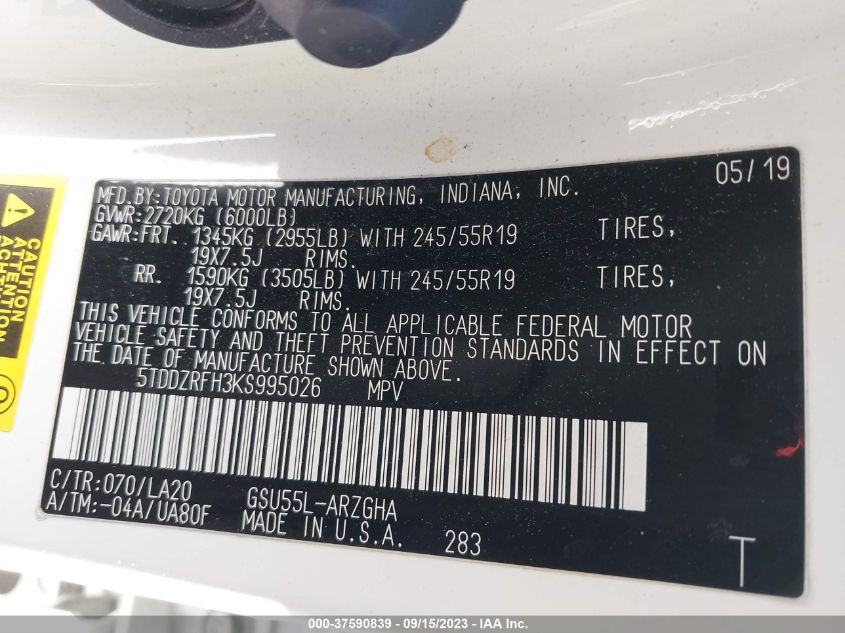 05/19
MFD.BY:TOYOTA MOTOR MANUFACTURING, INDIANA, INC.
GVWR:2720KG (6000LB)
GAWR:FRT. 1345KG (2955LB) WITH 245/55R19 TIRES,
19X7.5J RIMS.
RR. 1590KG (3505LB) WITH 245/55R19 TIRES,
19X7.5J RIMS.
THIS VEHICLE CONFORMS TO ALL APPLICABLE FEDERAL MOTOR
VEHICLE SAFETY AND THEFT PREVENTION STANDARDS IN EFFECT ON
THE DATE OF MANUFACTURE SHOWN ABOVE.
5TDDZRFH3KS995026 MPV
C/TR:070/LA20 GSU55L-ARZGHA
A/TM:-04A/UA80F MADE IN U.S.A. 283
T
CAUTION
ATTENTION
ACHTUNG
000-37590839 - 09/15/2023 - IAA Inc.